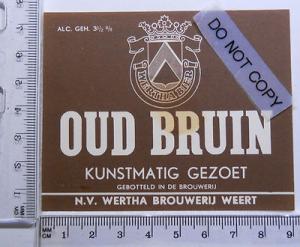 ALC. GEH. 3½ %
WERTHA BIER
DO NOT COPY
OUD BRUIN
KUNSTMATIG GEZOET
GEBOTTELD IN DE BROUWERIJ
N.V. WERTHA BROUWERIJ WEERT
MM
CM
1 2 3 4 5 6 7 8 9